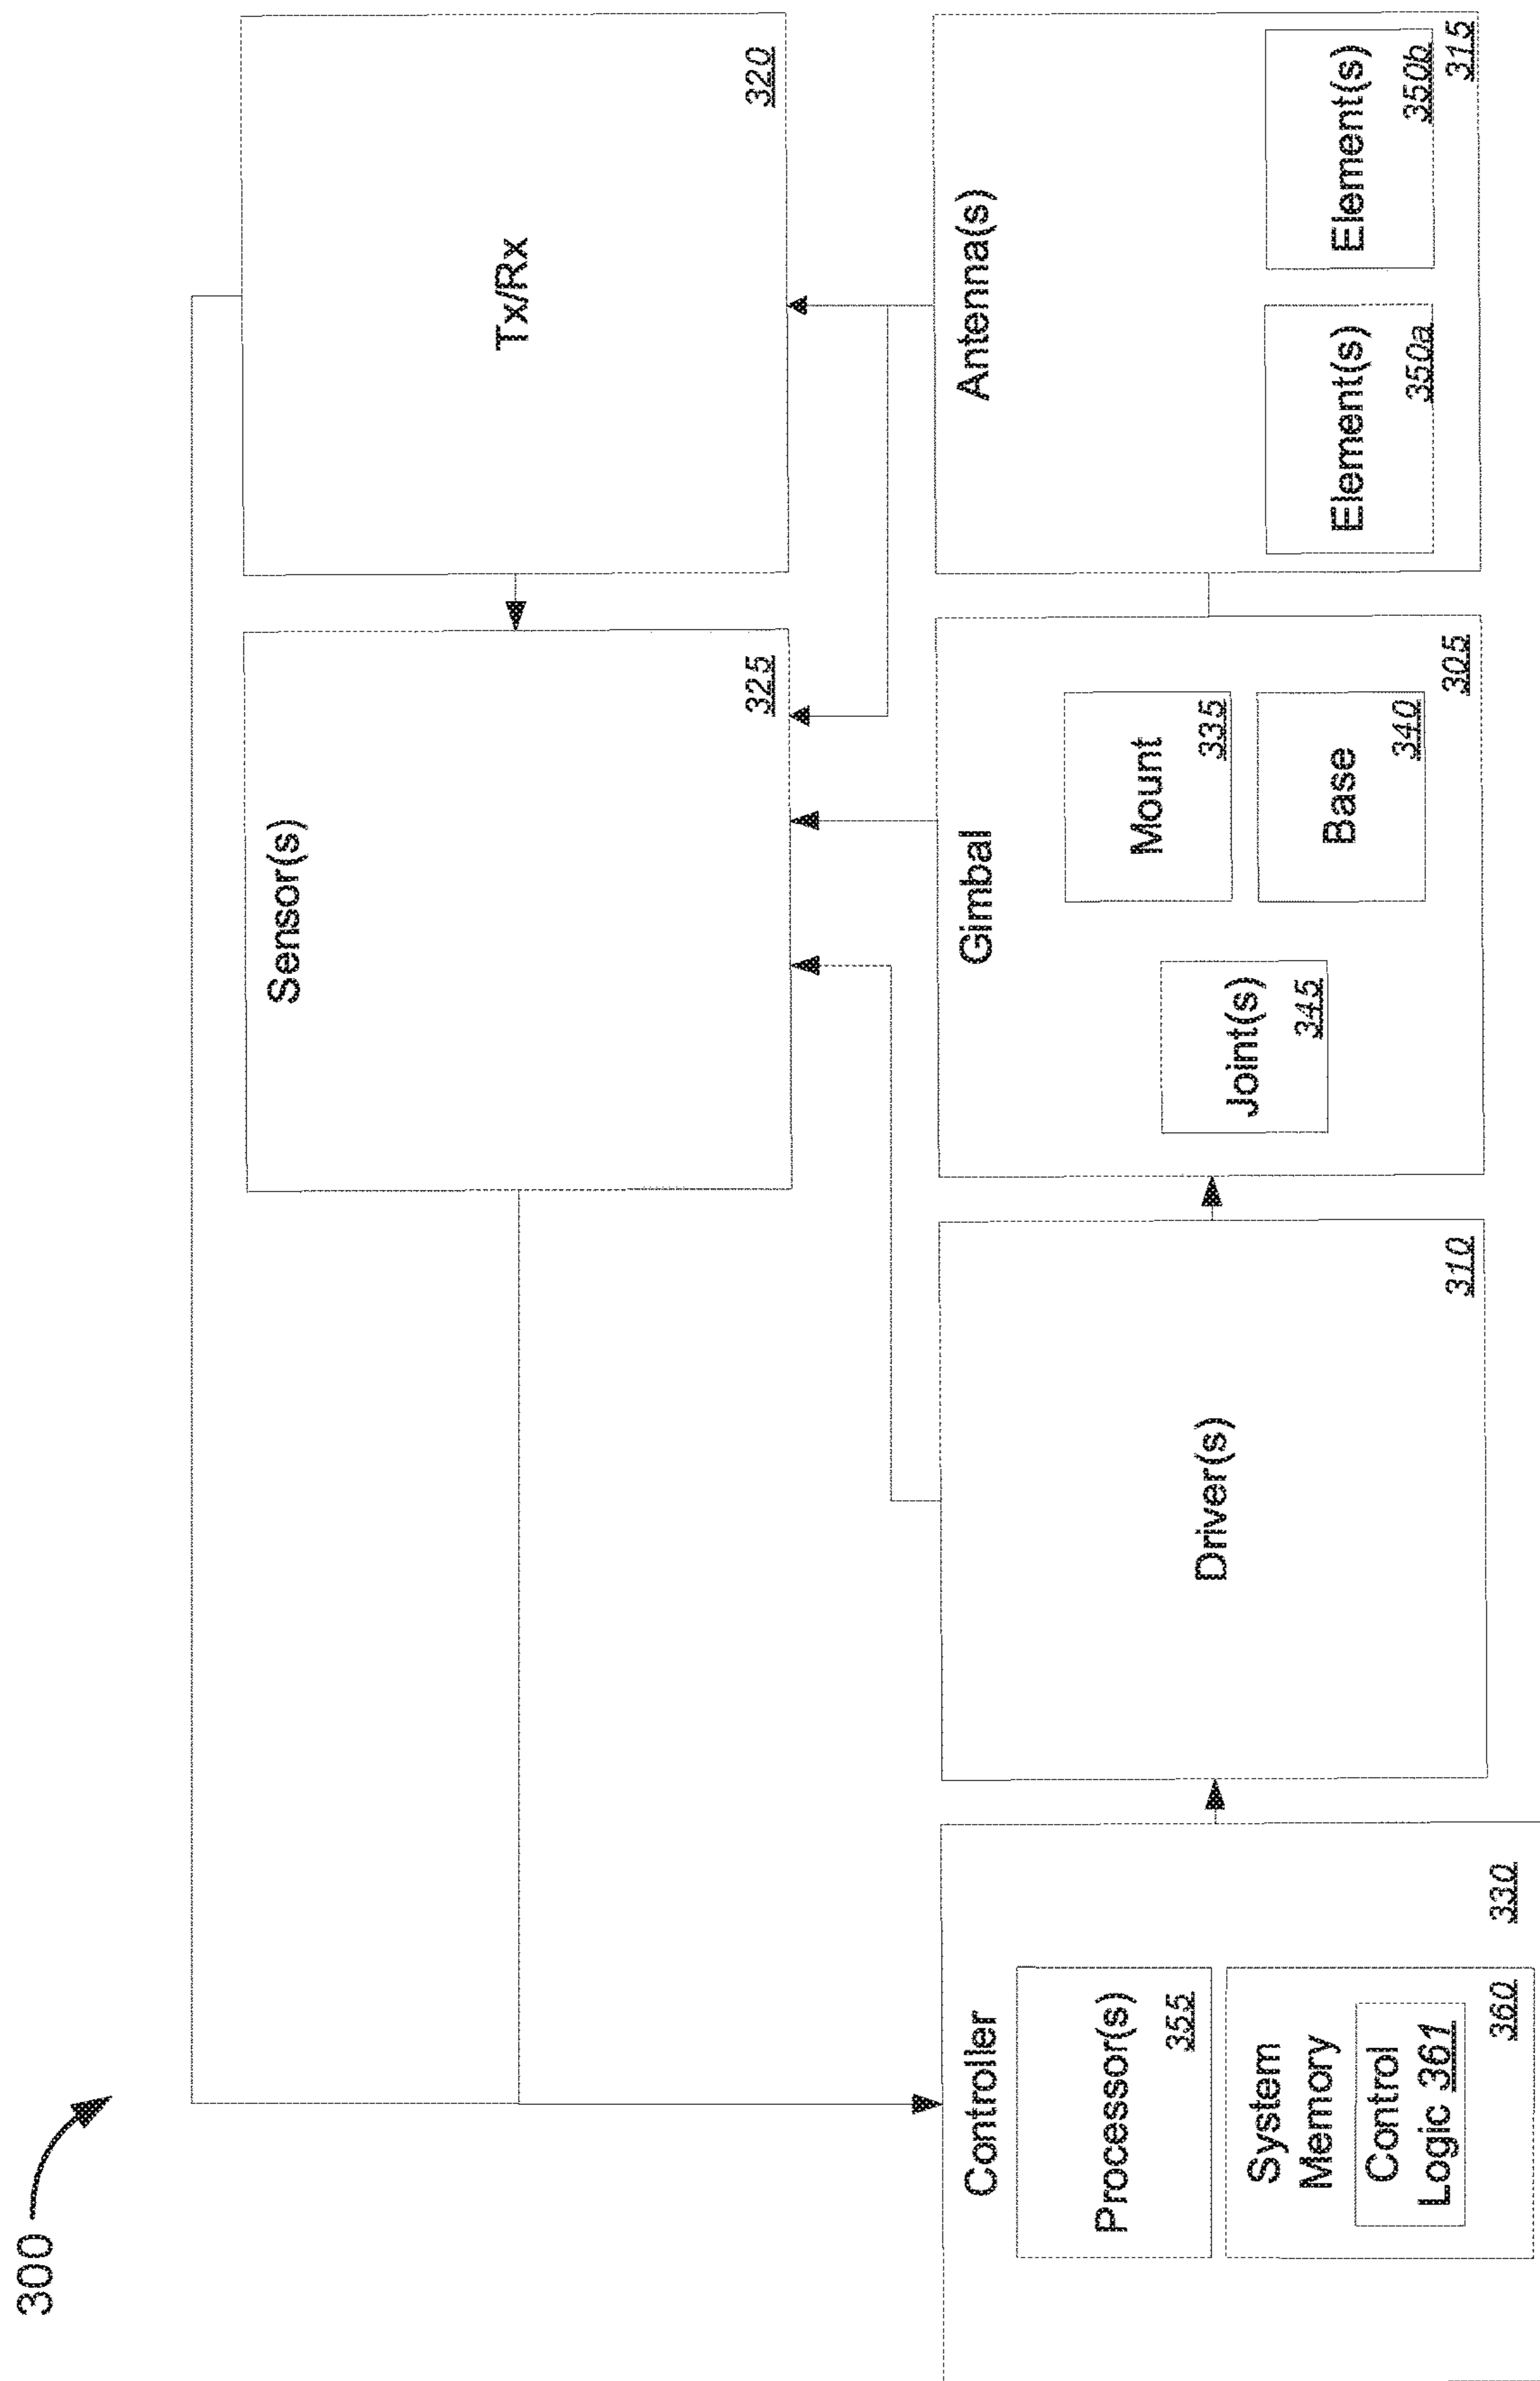 300
Tx/Rx
320
Sensor(s)
325
Controller
Processor(s)
355
System
Memory
Control
Logic 361
360
330
Driver(s)
310
Gimbal
Joint(s)
345
Mount
335
Base
340
305
Antenna(s)
Element(s)
350a
Element(s)
350b
315